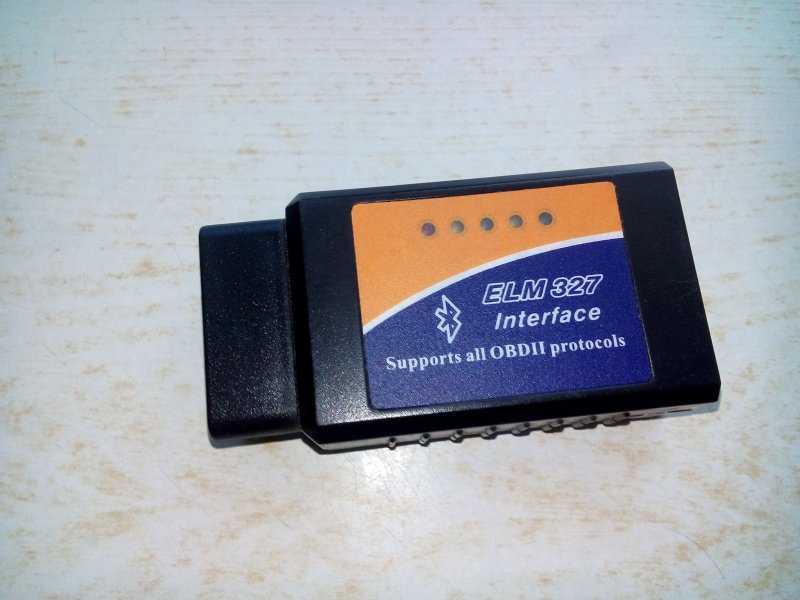 ELM 327
Interface
Supports all OBDII protocols